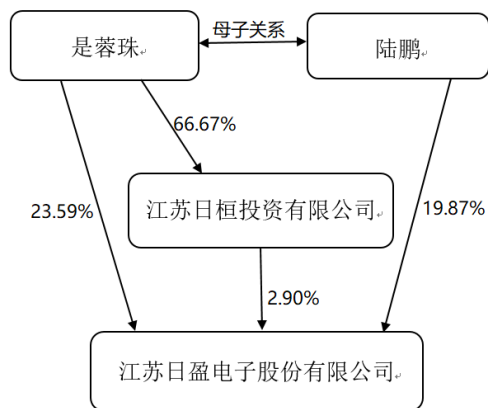 是蓉珠
母子关系
陆鹏
66.67%
江苏日桓投资有限公司
23.59%
19.87%
2.90%
江苏日盈电子股份有限公司